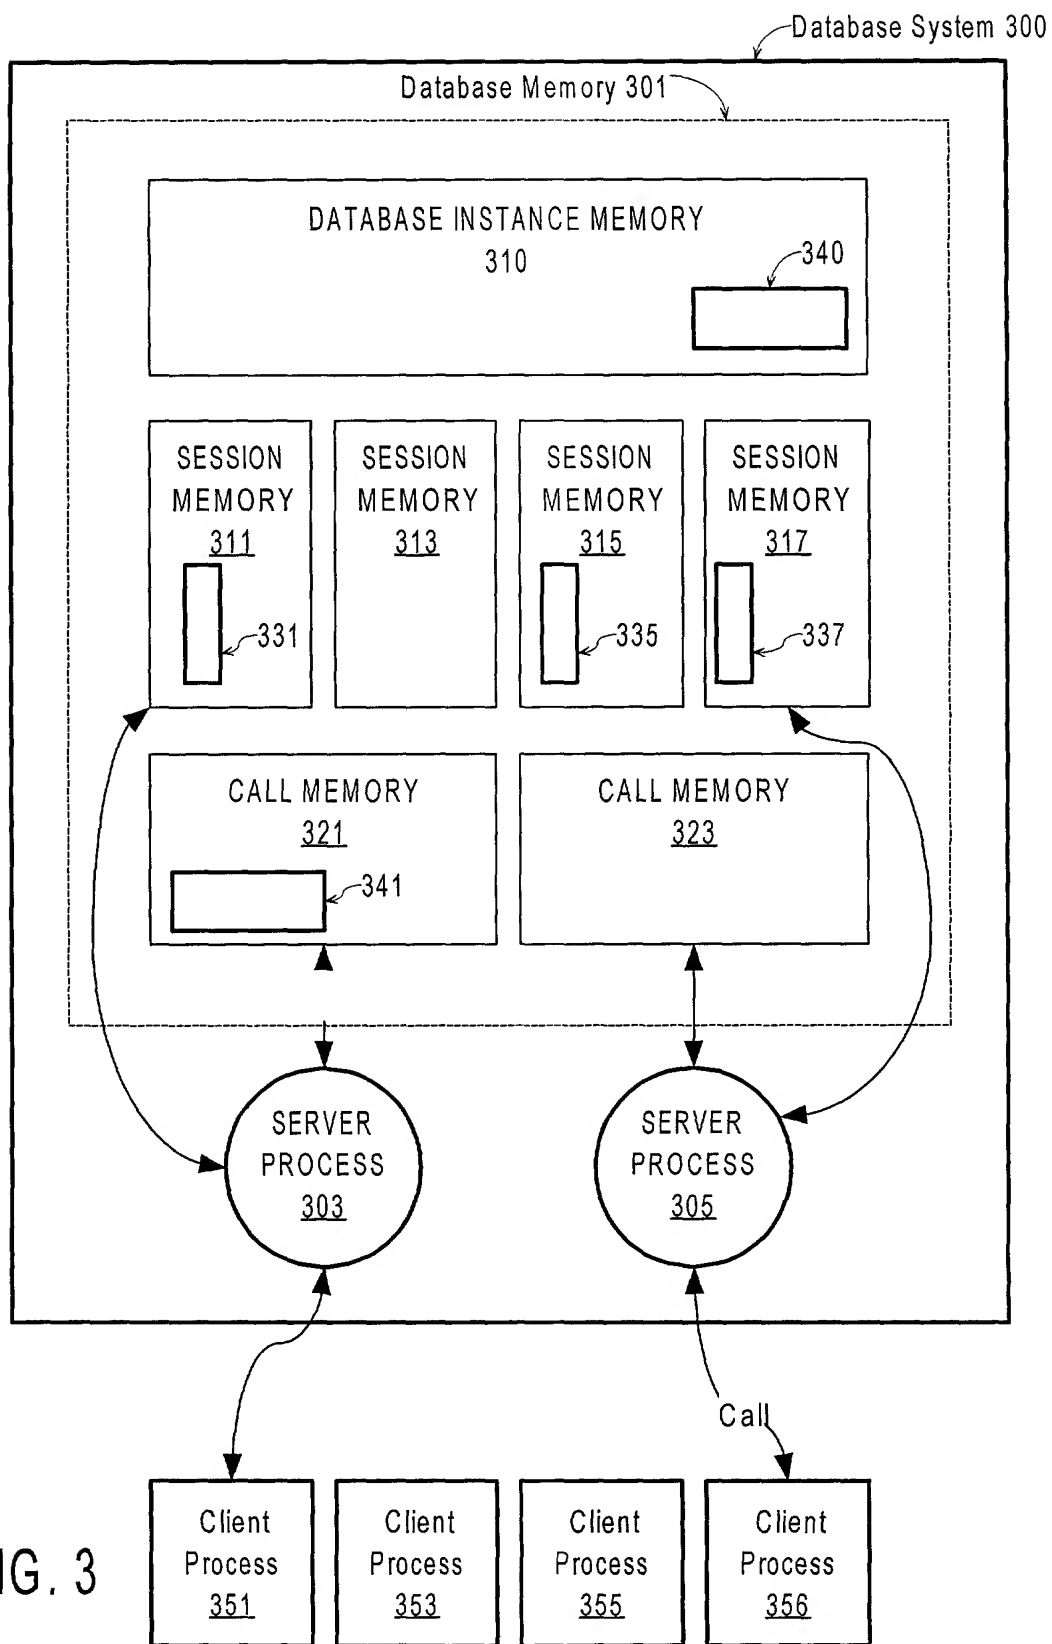 Database System 300
Database Memory 301
DATABASE INSTANCE MEMORY
310
340
SESSION
MEMORY
311
331
SESSION
MEMORY
313
SESSION
MEMORY
315
335
SESSION
MEMORY
317
337
CALL MEMORY
321
341
CALL MEMORY
323
SERVER
PROCESS
303
SERVER
PROCESS
305
Call
Client
Process
351
Client
Process
353
Client
Process
355
Client
Process
356
IG. 3